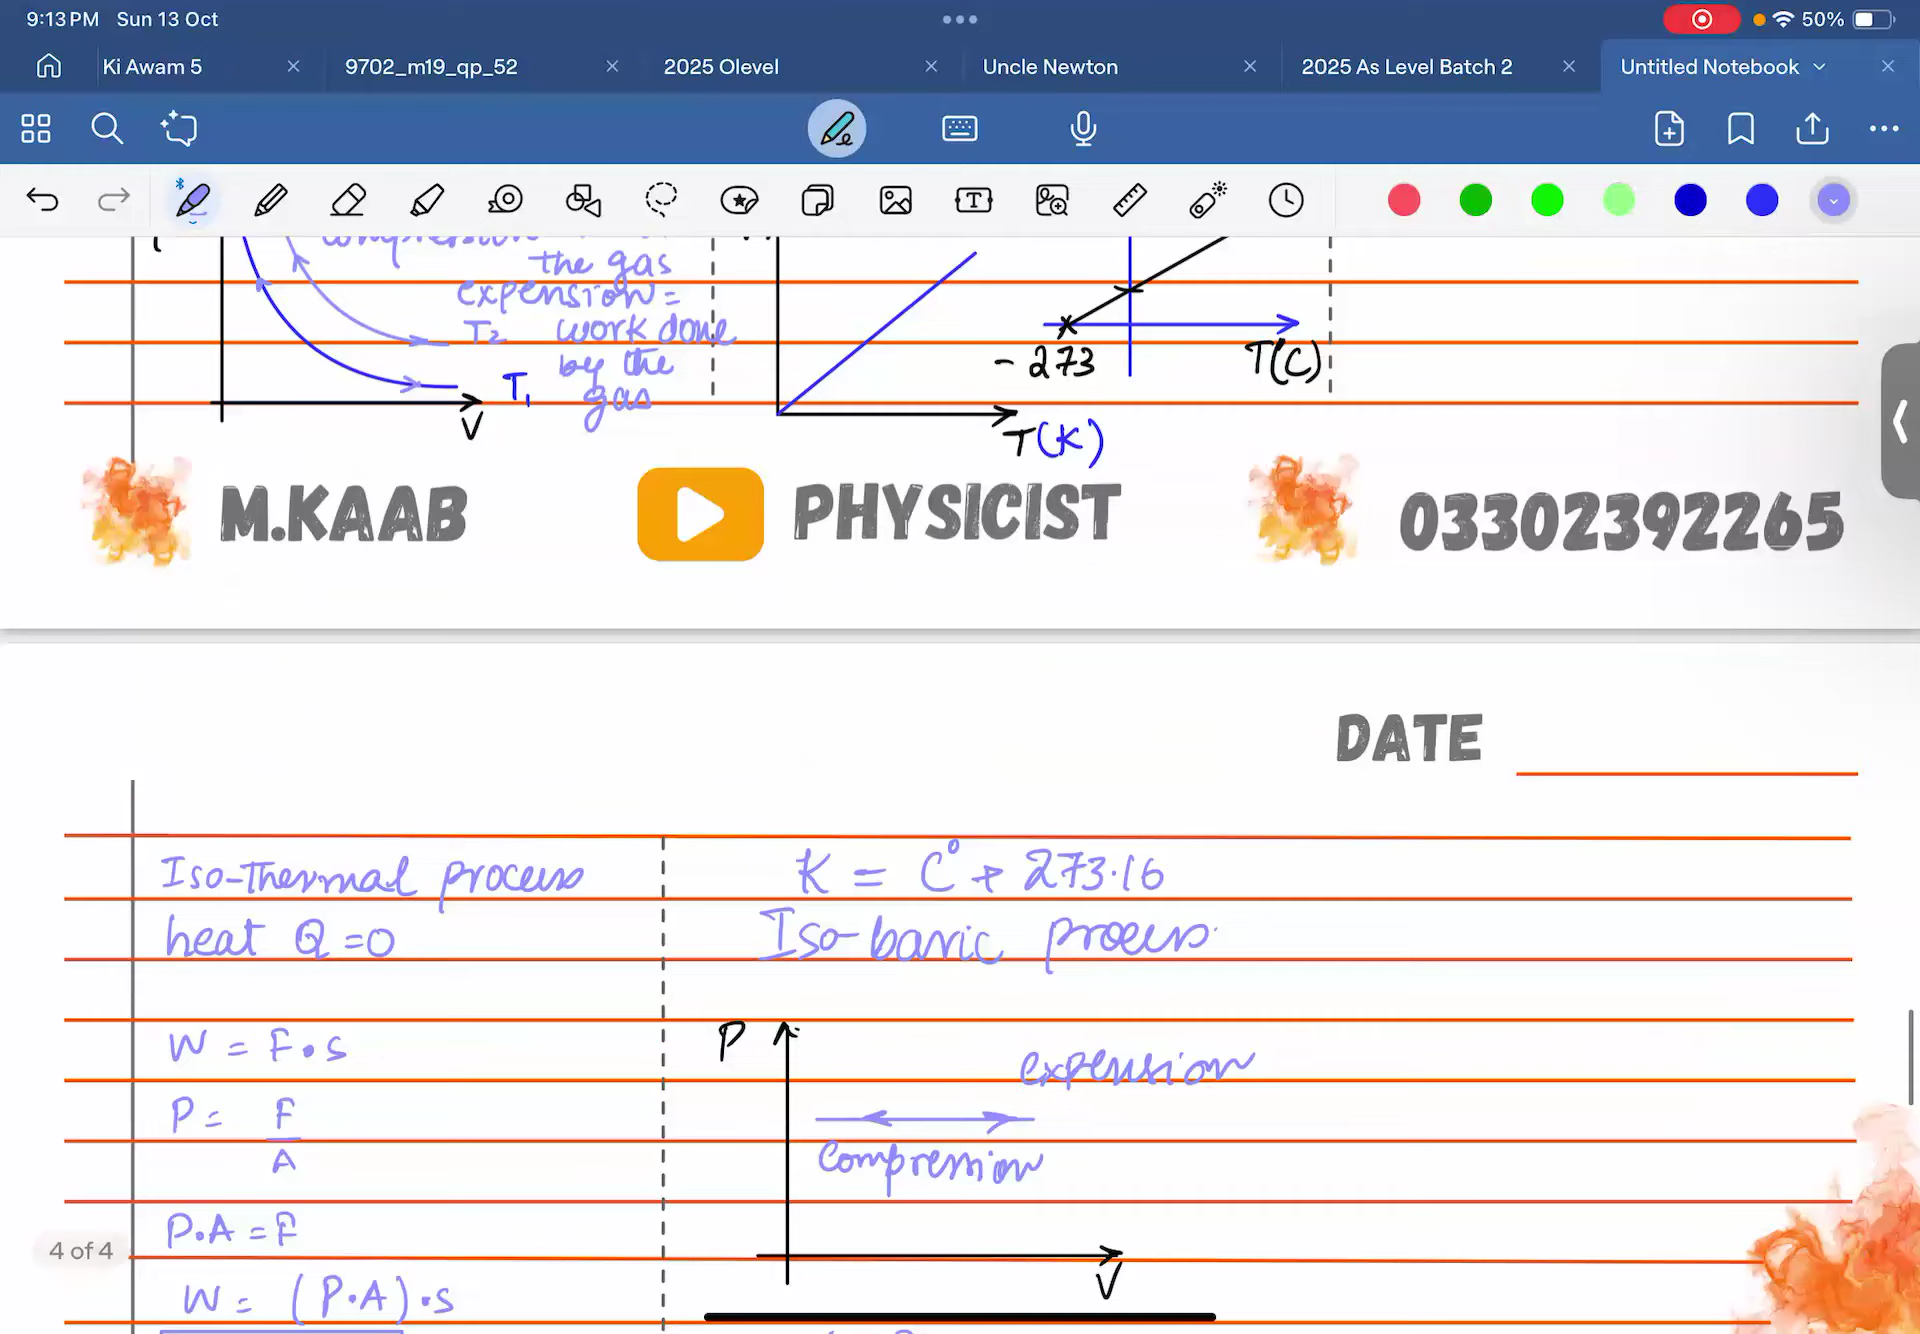 9:13 PM Sun 13 Oct
50%
Ki Awam 5
9702_m19_qp_52
2025 Olevel
Uncle Newton
2025 As Level Batch 2
Untitled Notebook
compression
the gas
expension =
T2 work done
by the
gas
T1
V
T(K)
-273
T(C)
M.KAAB
PHYSICIST
03302392265
DATE
Iso-Thermal process
heat Q = 0
W = F • s
P = F
A
P • A = F
W = (P • A) • s
K = C° + 273.16
Iso-baric process
P
expension
compression
V
4 of 4